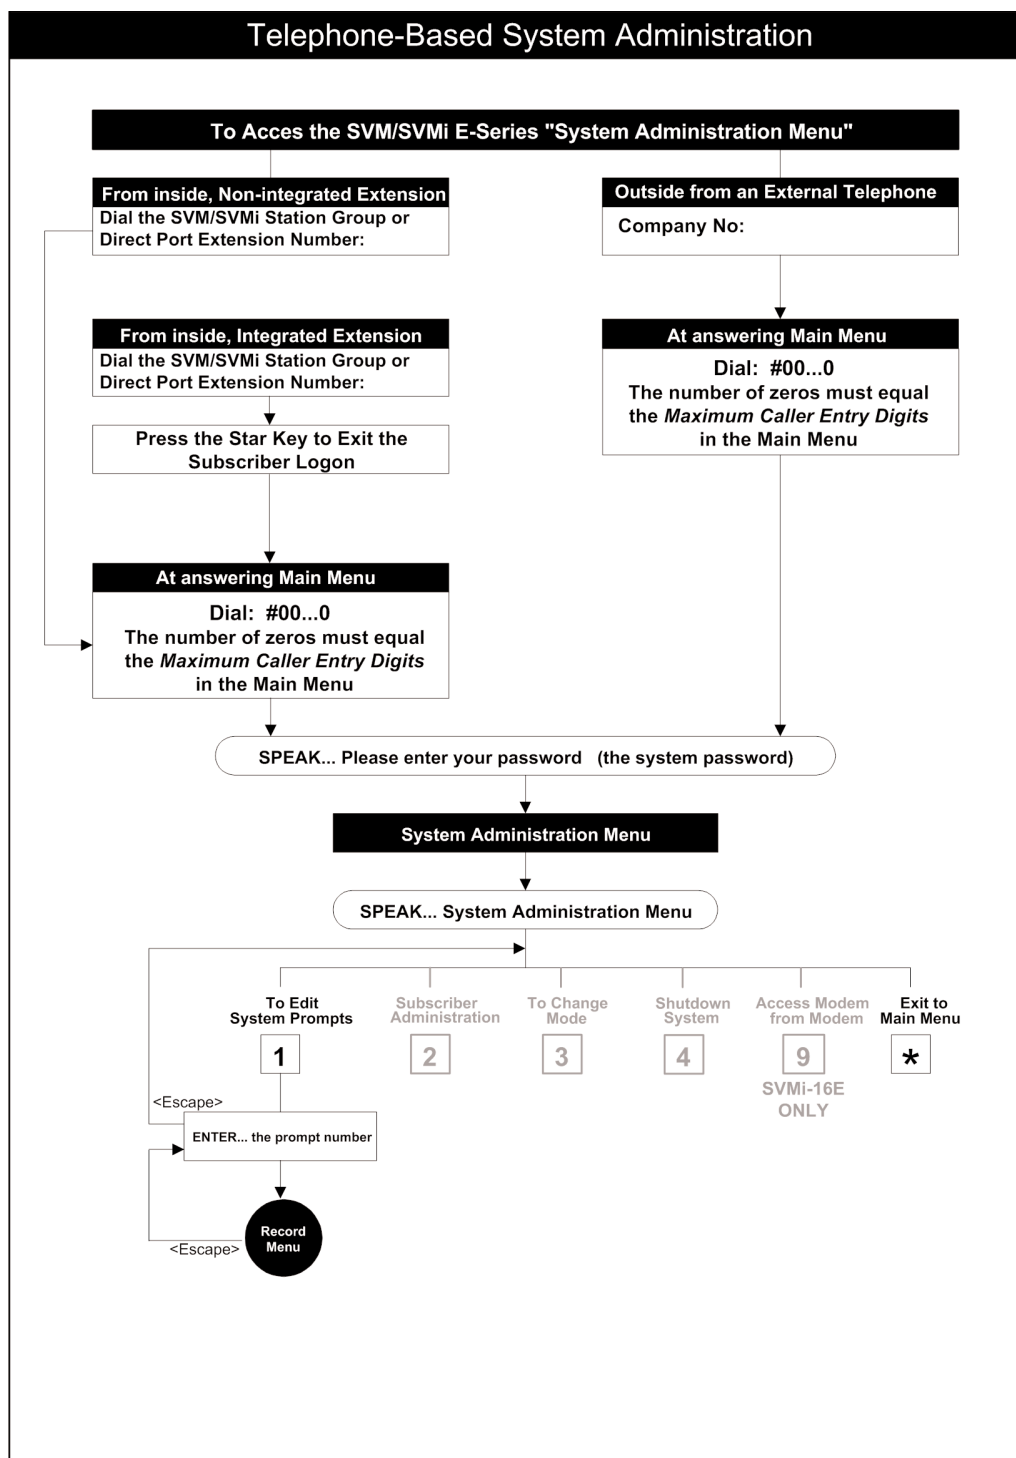 Telephone-Based System Administration
To Acces the SVM/SVMi E-Series "System Administration Menu"
From inside, Non-integrated Extension
Dial the SVM/SVMi Station Group or
Direct Port Extension Number:
Outside from an External Telephone
Company No:
From inside, Integrated Extension
Dial the SVM/SVMi Station Group or
Direct Port Extension Number:
Press the Star Key to Exit the
Subscriber Logon
At answering Main Menu
Dial: #00...0
The number of zeros must equal
the Maximum Caller Entry Digits
in the Main Menu
At answering Main Menu
Dial: #00...0
The number of zeros must equal
the Maximum Caller Entry Digits
in the Main Menu
SPEAK... Please enter your password (the system password)
System Administration Menu
SPEAK... System Administration Menu
To Edit
System Prompts
1
Subscriber
Administration
2
To Change
Mode
3
Shutdown
System
4
Access Modem
from Modem
9
SVMi-16E
ONLY
Exit to
Main Menu
*
<Escape>
ENTER... the prompt number
Record
Menu
<Escape>